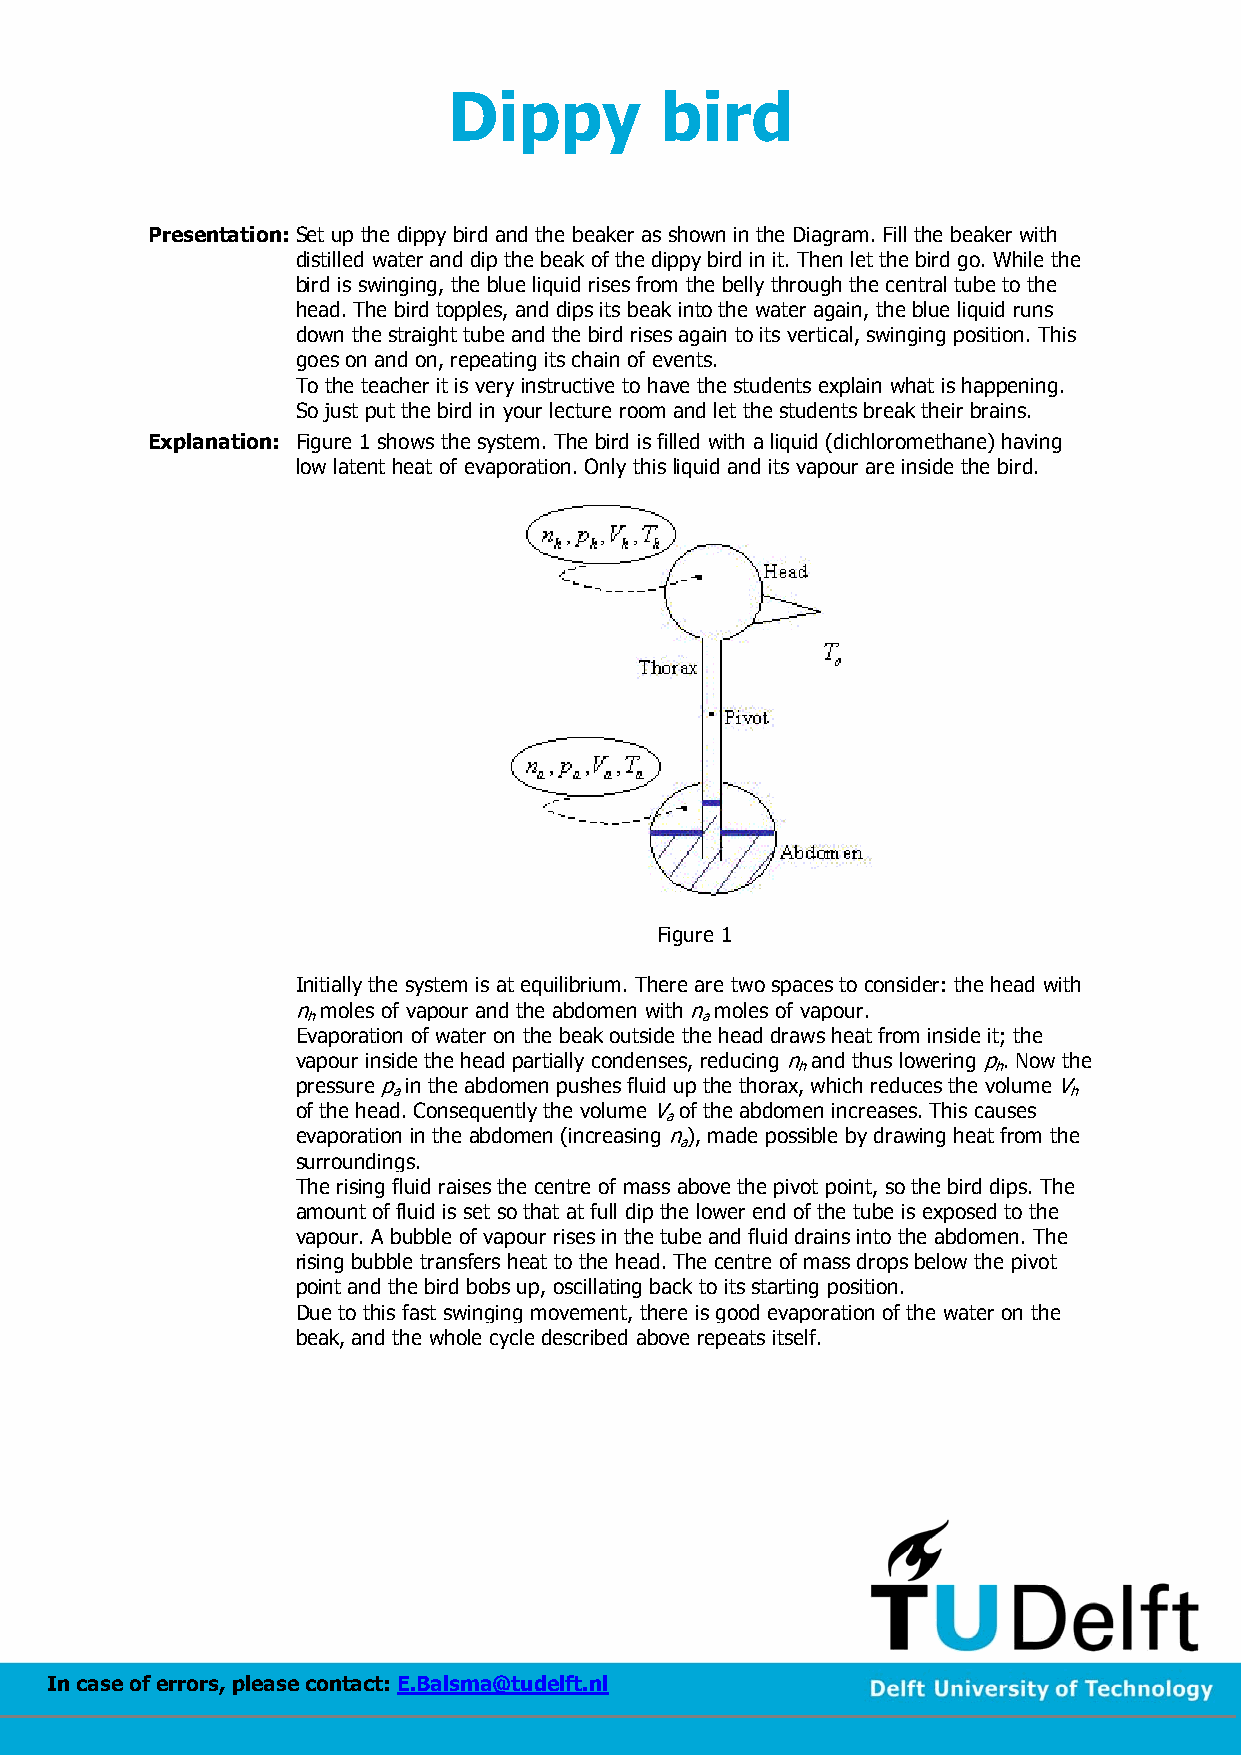 Dippy bird
Presentation: Set up the dippy bird and the beaker as shown in the Diagram. Fill the beaker with
distilled water and dip the beak of the dippy bird in it. Then let the bird go. While the
bird is swinging, the blue liquid rises from the belly through the central tube to the
head. The bird topples, and dips its beak into the water again, the blue liquid runs
down the straight tube and the bird rises again to its vertical, swinging position. This
goes on and on, repeating its chain of events.
To the teacher it is very instructive to have the students explain what is happening.
So just put the bird in your lecture room and let the students break their brains.
Explanation: Figure 1 shows the system. The bird is filled with a liquid (dichloromethane) having
low latent heat of evaporation. Only this liquid and its vapour are inside the bird.
n_h, p_h, V_h, T_h
Head
T_a
Thorax
Pivot
n_a, p_a, V_a, T_a
Abdomen
Figure 1
Initially the system is at equilibrium. There are two spaces to consider: the head with
n_h moles of vapour and the abdomen with n_a moles of vapour.
Evaporation of water on the beak outside the head draws heat from inside it; the
vapour inside the head partially condenses, reducing n_h and thus lowering p_h. Now the
pressure p_a in the abdomen pushes fluid up the thorax, which reduces the volume V_h
of the head. Consequently the volume V_a of the abdomen increases. This causes
evaporation in the abdomen (increasing n_a), made possible by drawing heat from the
surroundings.
The rising fluid raises the centre of mass above the pivot point, so the bird dips. The
amount of fluid is set so that at full dip the lower end of the tube is exposed to the
vapour. A bubble of vapour rises in the tube and fluid drains into the abdomen. The
rising bubble transfers heat to the head. The centre of mass drops below the pivot
point and the bird bobs up, oscillating back to its starting position.
Due to this fast swinging movement, there is good evaporation of the water on the
beak, and the whole cycle described above repeats itself.
TUDelft
In case of errors, please contact: E.Balsma@tudelft.nl
Delft University of Technology